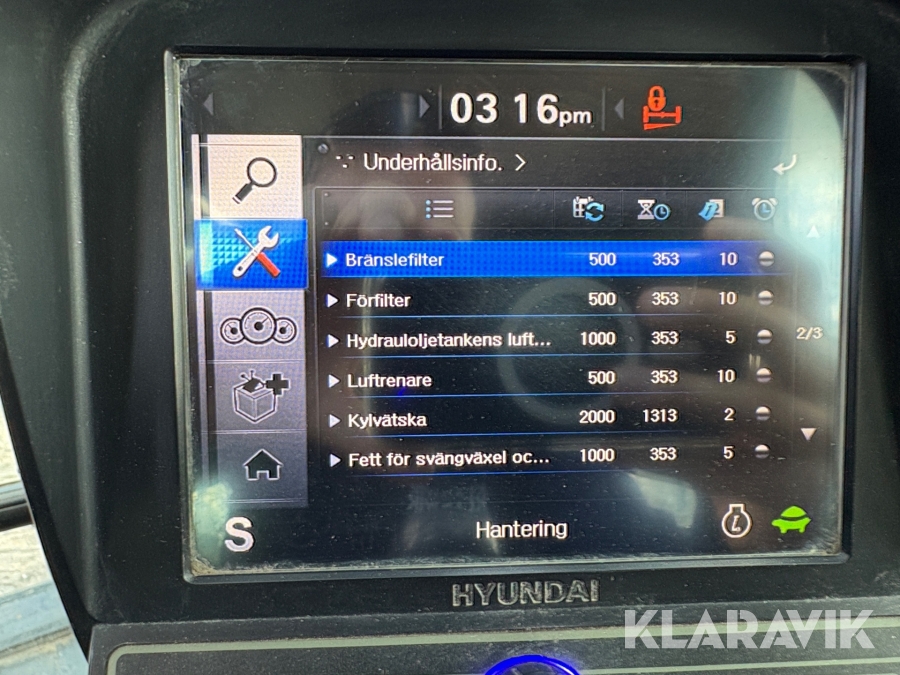 03 16pm
Underhållsinfo. >
Bränslefilter 500 353 10
Förfilter 500 353 10
Hydrauloljetankens luft... 1000 353 5
2/3
Luftrenare 500 353 10
Kylvätska 2000 1313 2
Fett för svängväxel oc... 1000 353 5
S
Hantering
HYUNDAI
KLARAVIK